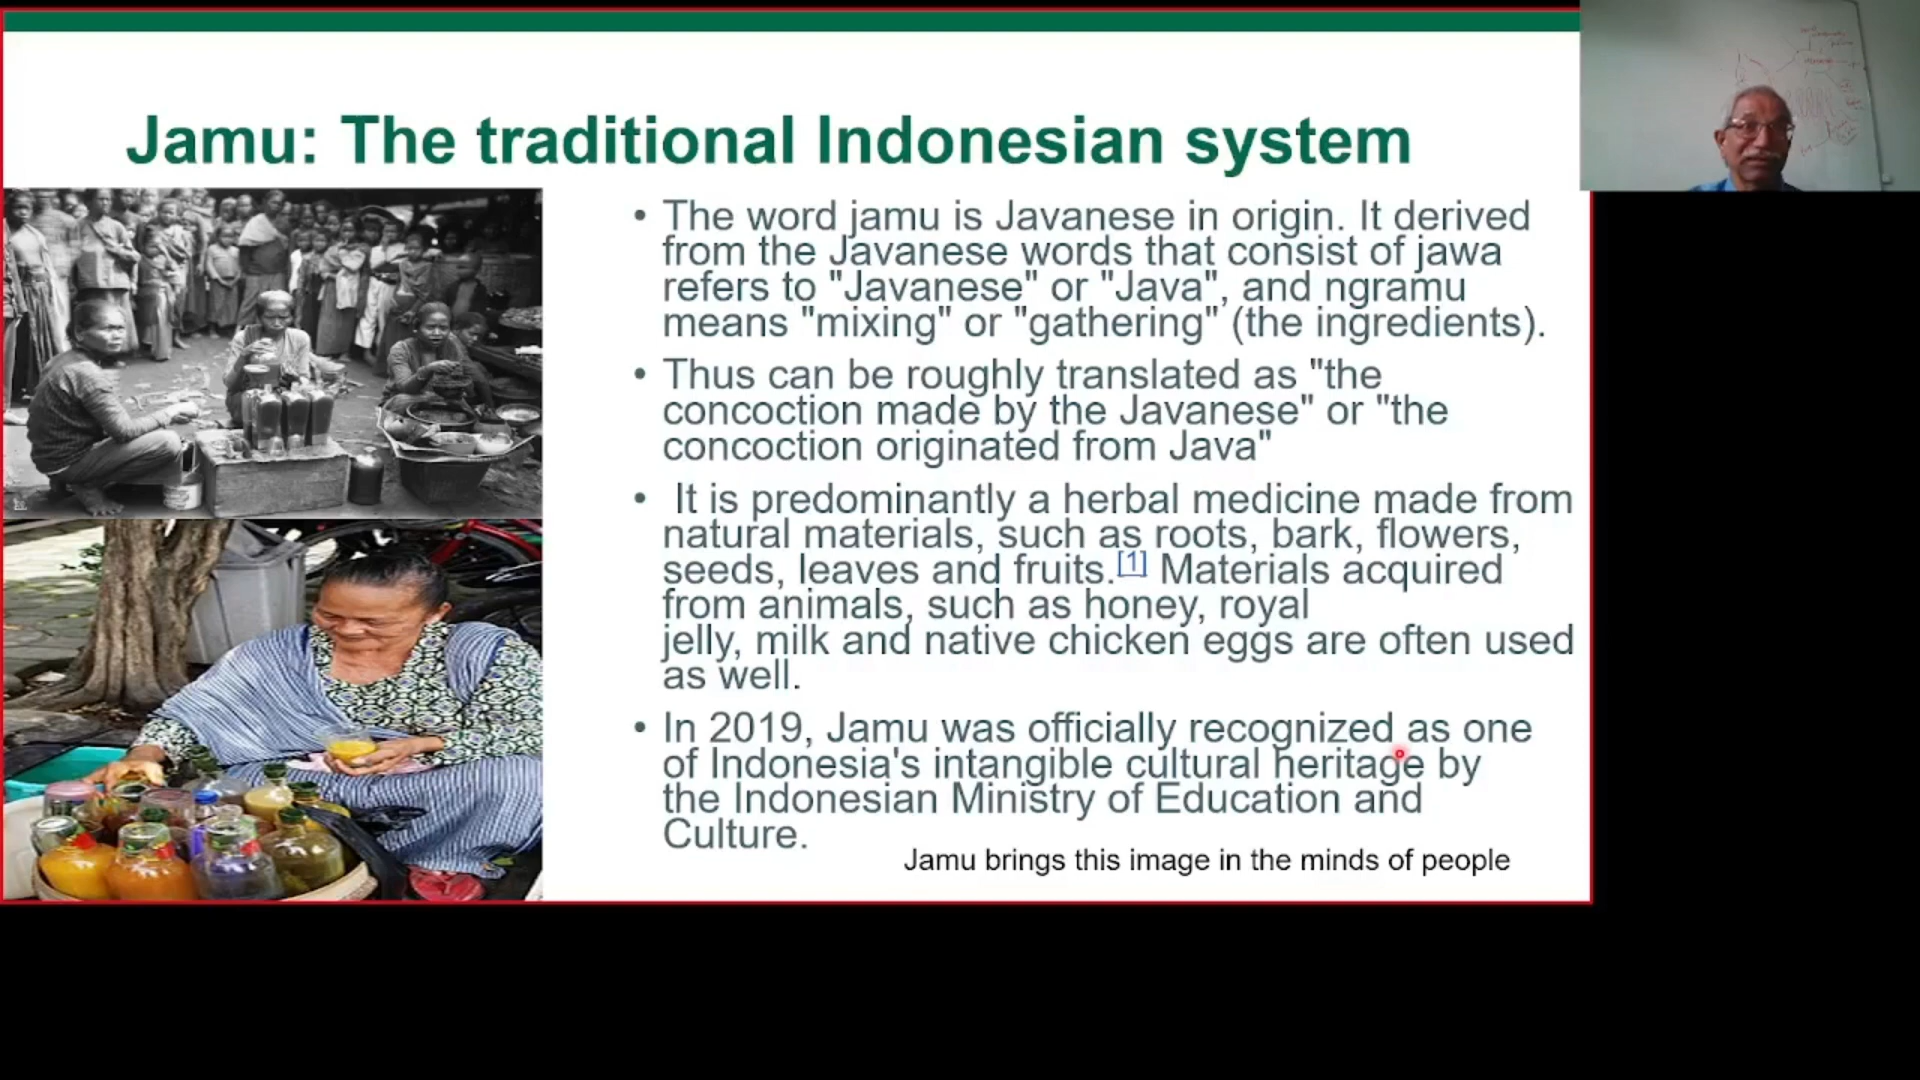 Jamu: The traditional Indonesian system
• The word jamu is Javanese in origin. It derived
from the Javanese words that consist of jawa
refers to "Javanese" or "Java", and ngramu
means "mixing" or "gathering" (the ingredients).
• Thus can be roughly translated as "the
concoction made by the Javanese" or "the
concoction originated from Java"
• It is predominantly a herbal medicine made from
natural materials, such as roots, bark, flowers,
seeds, leaves and fruits.[1] Materials acquired
from animals, such as honey, royal
jelly, milk and native chicken eggs are often used
as well.
• In 2019, Jamu was officially recognized as one
of Indonesia's intangible cultural heritage by
the Indonesian Ministry of Education and
Culture.
Jamu brings this image in the minds of people